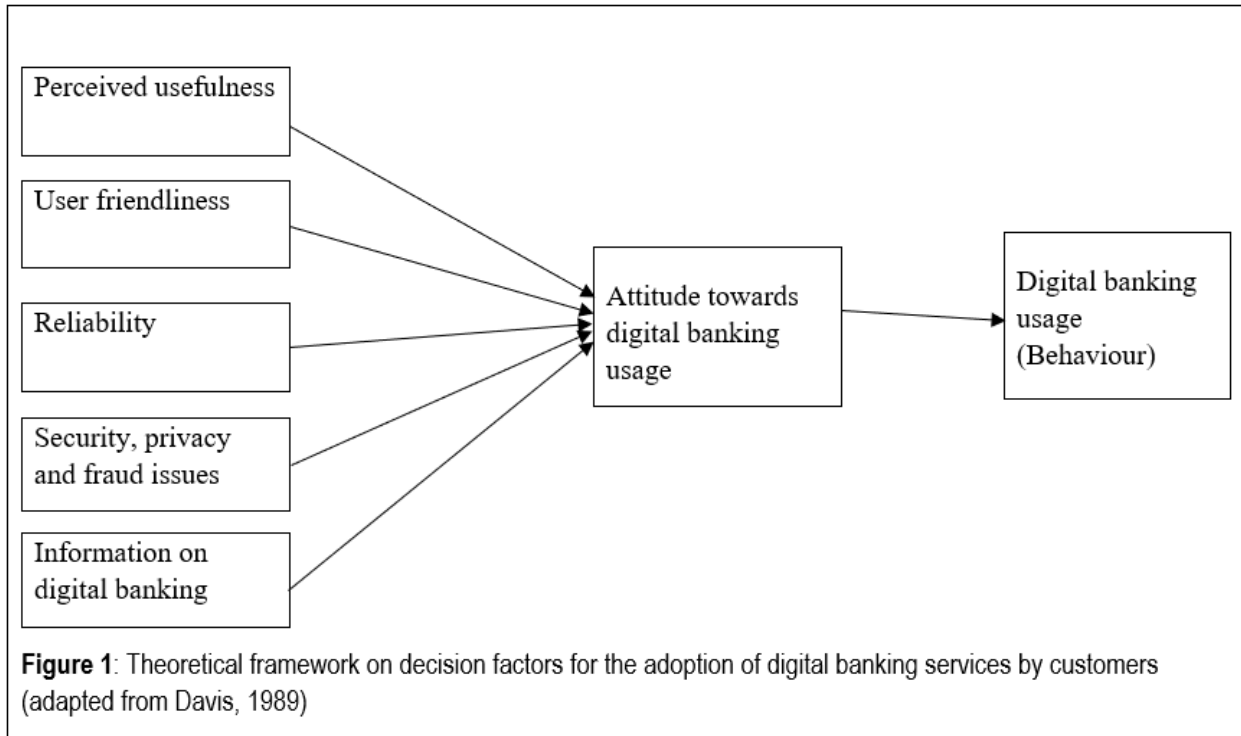 Perceived usefulness
User friendliness
Reliability
Security, privacy
and fraud issues
Information on
digital banking
Attitude towards
digital banking
usage
Digital banking
usage
(Behaviour)
Figure 1: Theoretical framework on decision factors for the adoption of digital banking services by customers
(adapted from Davis, 1989)